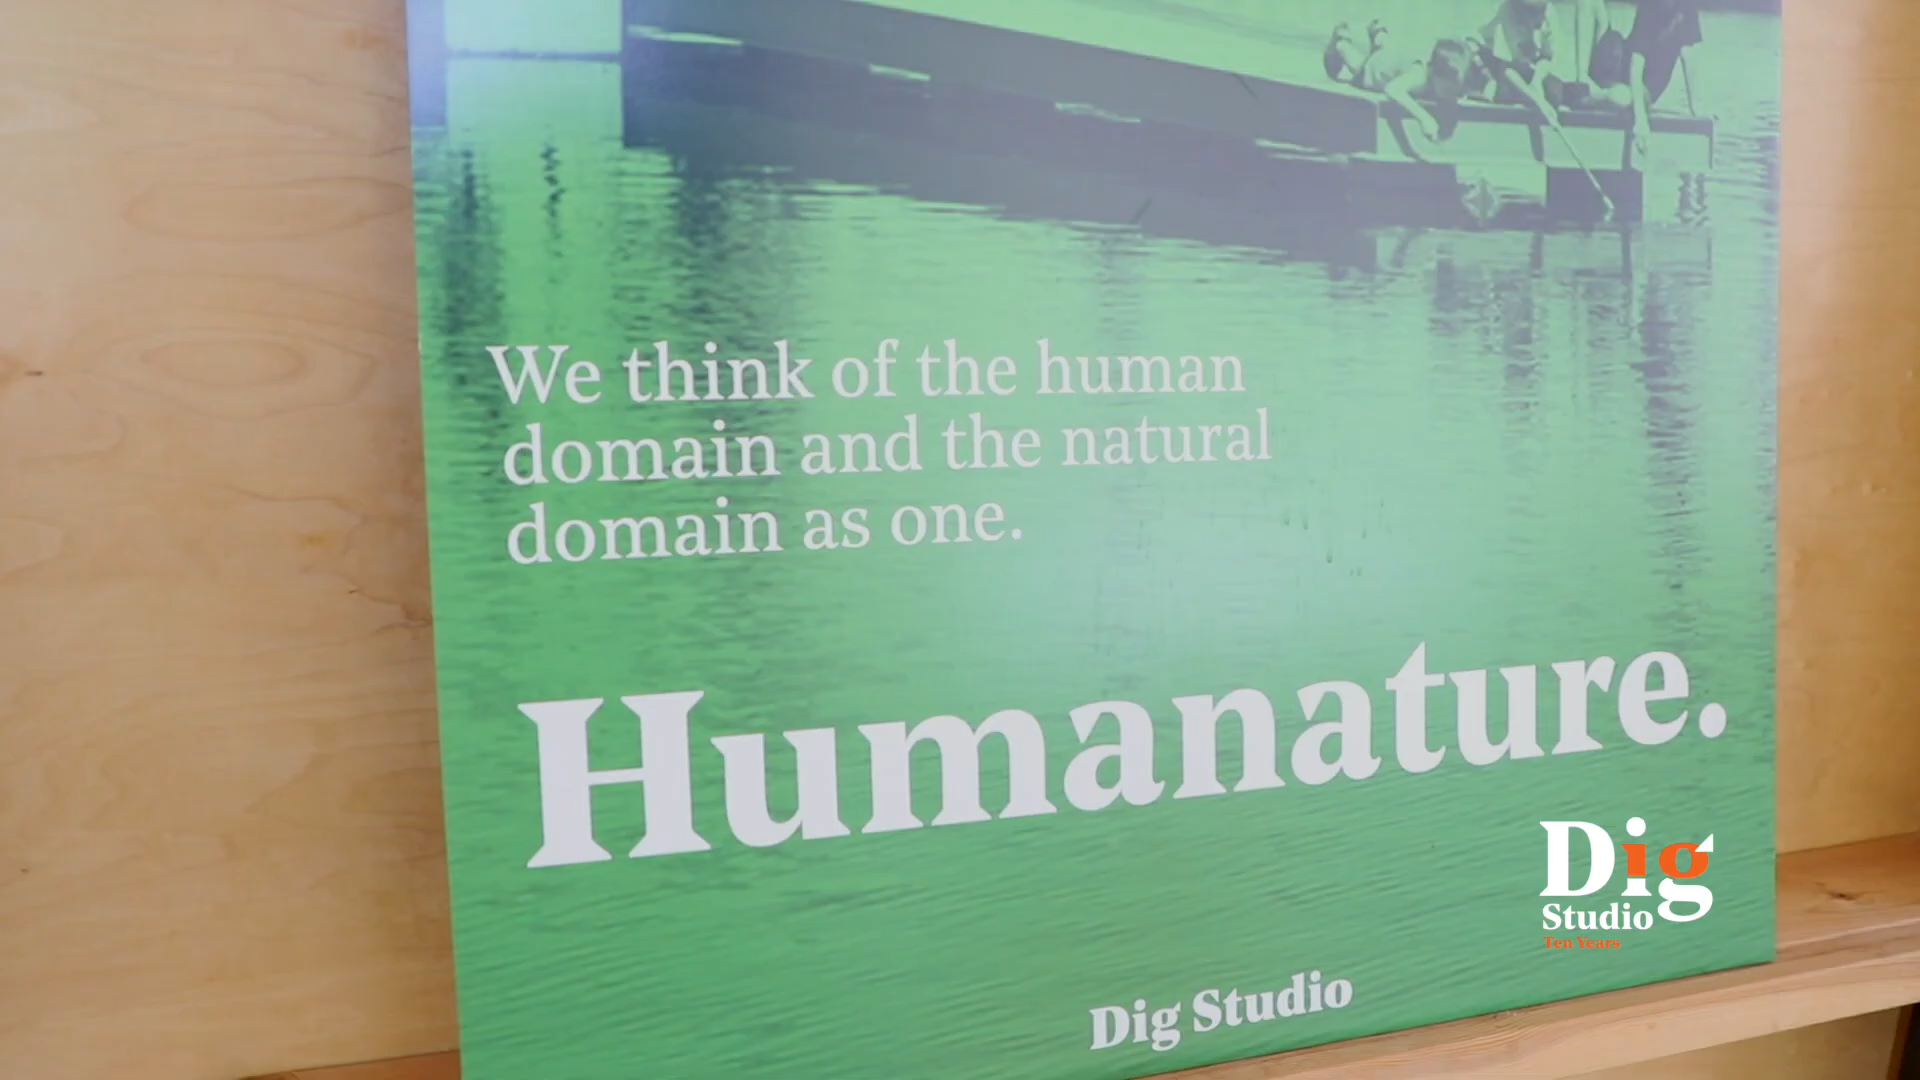 We think of the human
domain and the natural
domain as one.
Humanature.
Dig
Studio
Ten Years
Dig Studio